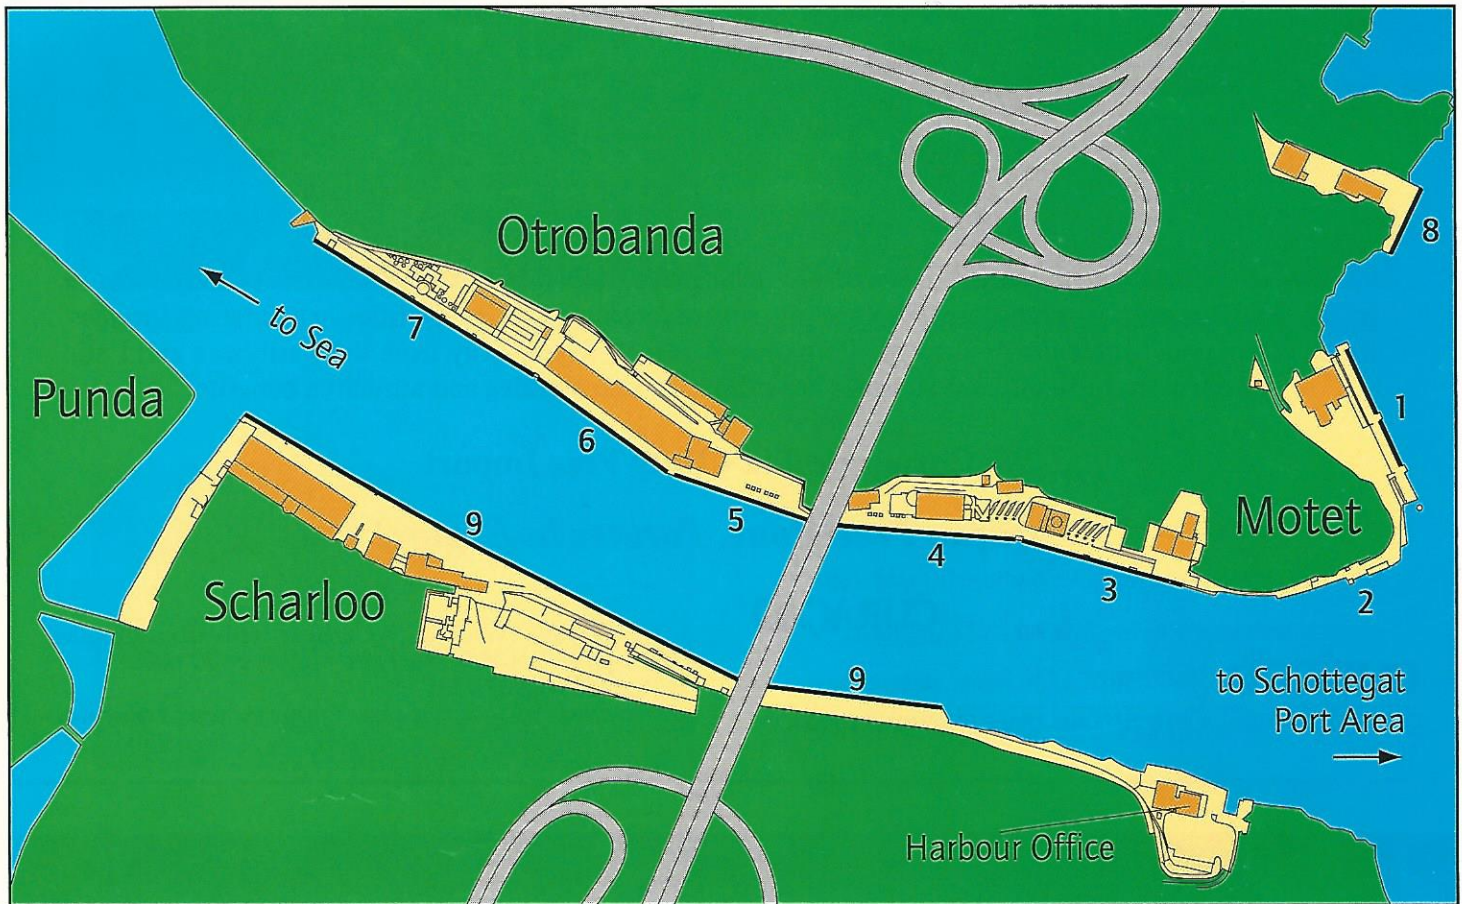 Otrobanda
8
to Sea
7
Punda
1
6
9
5
Motet
4
3
2
Scharloo
9
to Schottegat
Port Area
Harbour Office